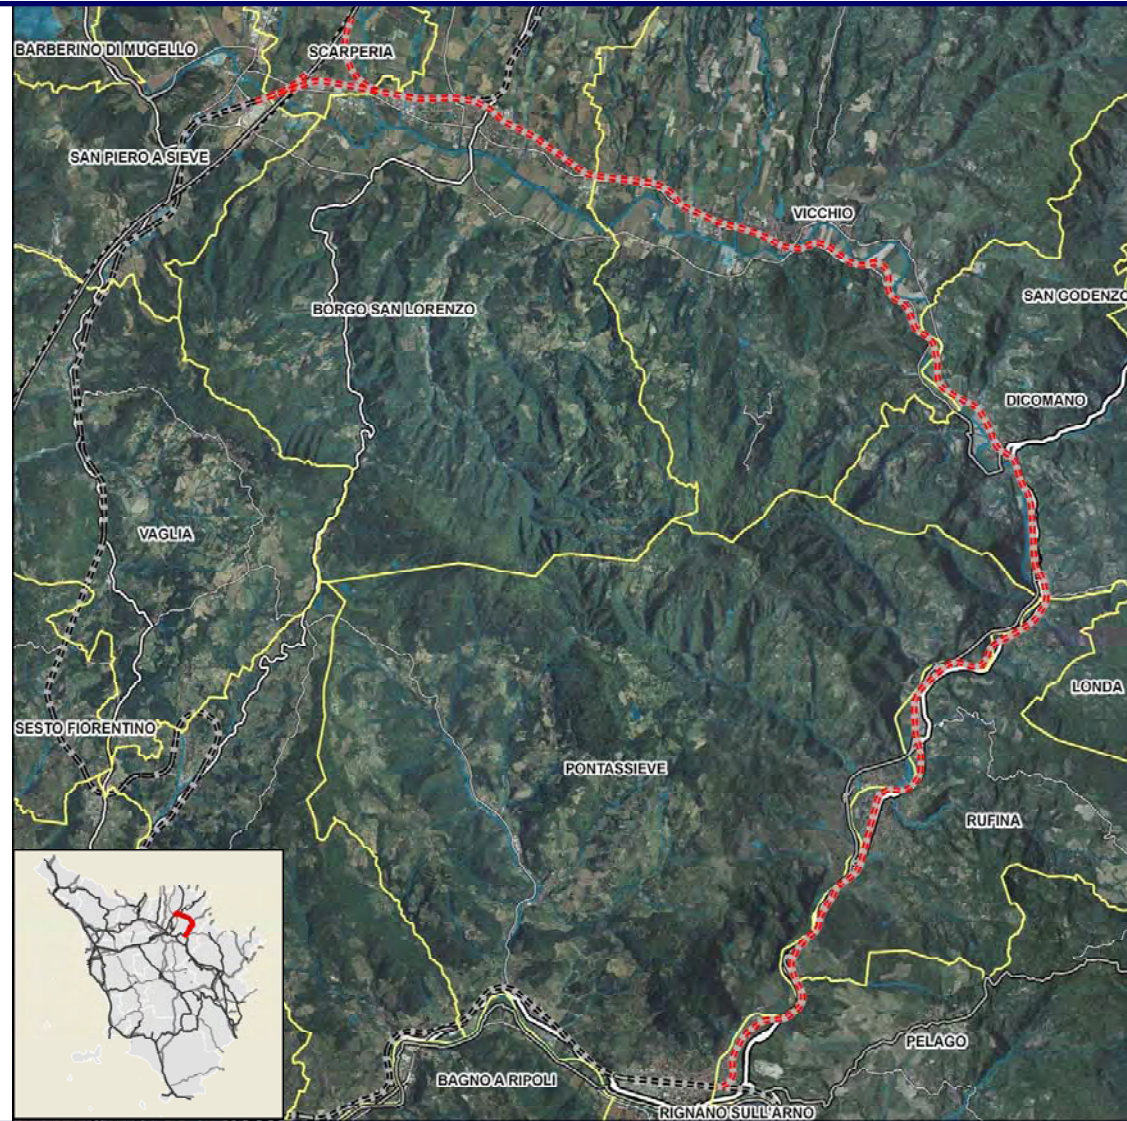 BARBERINO DI MUGELLO
SCARPERIA
SAN PIERO A SIEVE
VICCHIO
SAN GODENZO
BORGO SAN LORENZO
DICOMANO
VAGLIA
LONDA
SESTO FIORENTINO
PONTASSIEVE
RUFINA
PELAGO
BAGNO A RIPOLI
RIGNANO SULL'ARNO